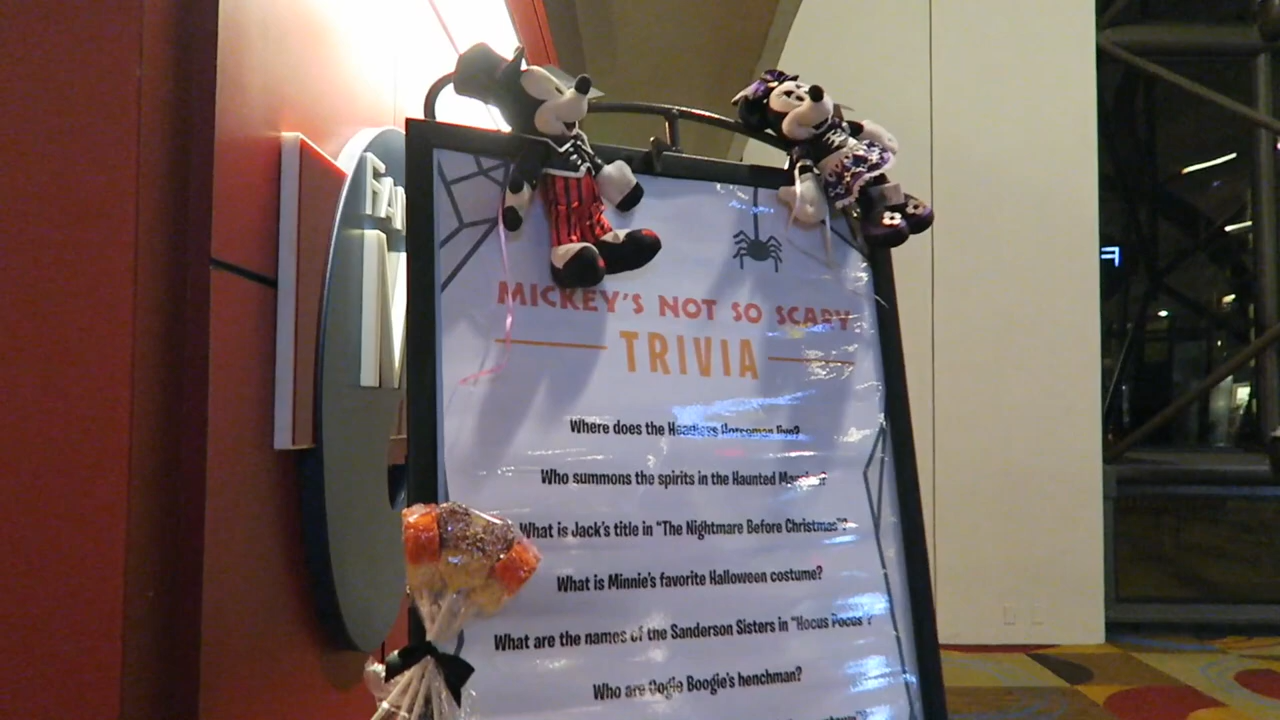 FA
M
MICKEY'S NOT SO SCARY
TRIVIA
Where does the Headless Horseman live?
Who summons the spirits in the Haunted Mansion?
What is Jack's title in "The Nightmare Before Christmas"?
What is Minnie's favorite Halloween costume?
What are the names of the Sanderson Sisters in "Hocus Pocus"?
Who are Oogie Boogie's henchman?